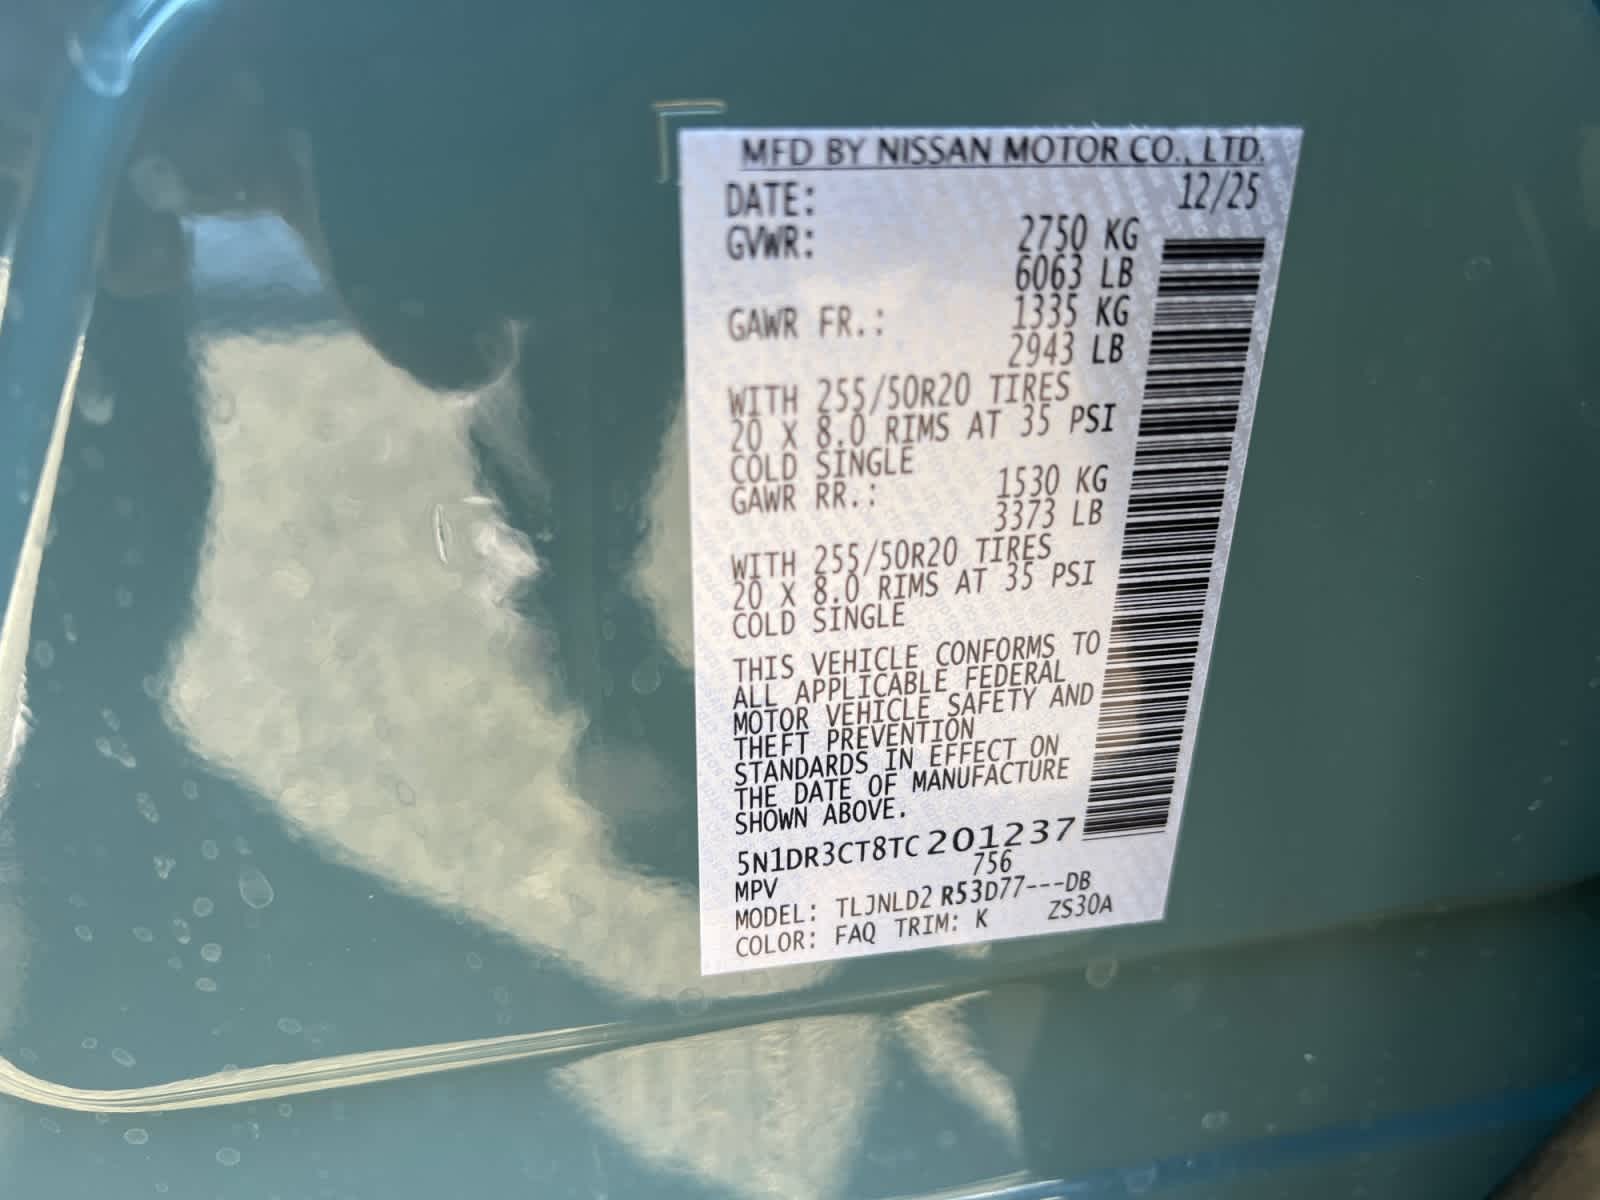 MFD BY NISSAN MOTOR CO., LTD.
DATE: 12/25
GVWR: 2750 KG
6063 LB
GAWR FR.: 1335 KG
2943 LB
WITH 255/50R20 TIRES
20 X 8.0 RIMS AT 35 PSI
COLD SINGLE
GAWR RR.: 1530 KG
3373 LB
WITH 255/50R20 TIRES
20 X 8.0 RIMS AT 35 PSI
COLD SINGLE
THIS VEHICLE CONFORMS TO
ALL APPLICABLE FEDERAL
MOTOR VEHICLE SAFETY AND
THEFT PREVENTION
STANDARDS IN EFFECT ON
THE DATE OF MANUFACTURE
SHOWN ABOVE.
5N1DR3CT8TC201237
MPV 756
MODEL: TLJNLD2 R53D77---DB
COLOR: FAQ TRIM: K ZS30A